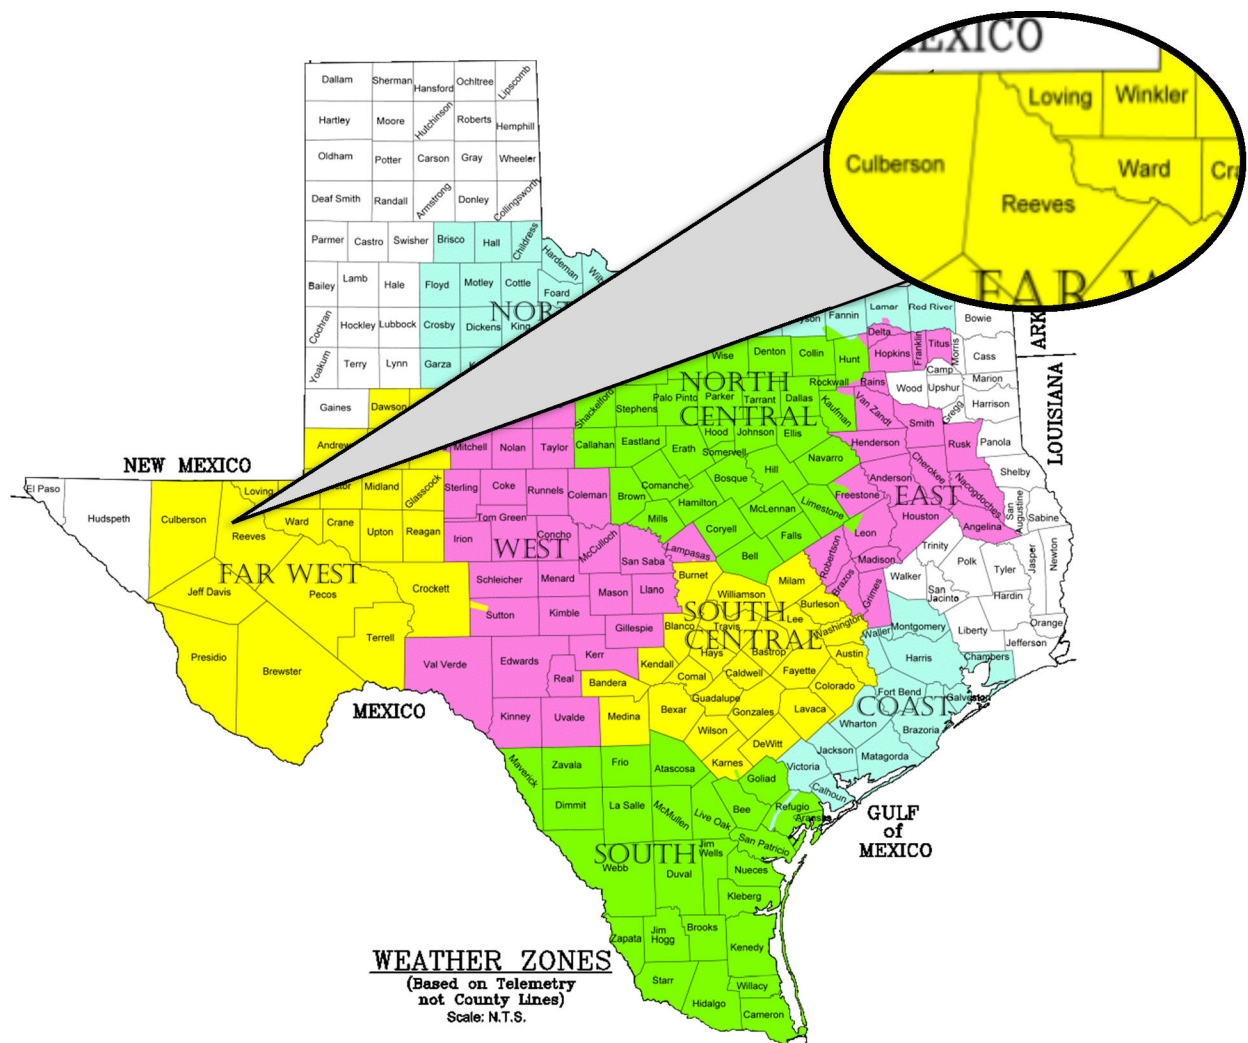 MEXICO
Loving
Winkler
Culberson
Ward
Reeves
FAR
Dallam
Sherman
Hansford
Ochltree
Lipscomb
Hartley
Moore
Hutchinson
Roberts
Hemphill
Oldham
Potter
Carson
Gray
Wheeler
Deaf Smith
Randall
Armstrong
Donley
Collingsworth
Parmer
Castro
Swisher
Brisco
Hall
Childress
Hardeman
Bailey
Lamb
Hale
Floyd
Motley
Cottle
Foard
Cochran
Hockley
Lubbock
Crosby
Dickens
King
Yoakum
Terry
Lynn
Garza
Fannin
Lamar
Red River
Bowie
Delta
Hopkins
Franklin
Titus
Morris
Cass
Wise
Denton
Collin
Hunt
Camp
Marion
NORTH
CENTRAL
Rockwall
Rains
Wood
Upshur
Gaines
Dawson
Shackelford
Stephens
Palo Pinto
Parker
Tarrant
Dallas
Kaufman
Van Zandt
Gregg
Harrison
LOUISIANA
Smith
Mitchell
Nolan
Taylor
Callahan
Eastland
Erath
Hood
Johnson
Ellis
Somervell
Henderson
Rusk
Panola
NEW MEXICO
Navarro
Cherokee
Shelby
El Paso
Hudspeth
Culberson
Loving
Midland
Glasscock
Sterling
Coke
Runnels
Coleman
Brown
Comanche
Bosque
Hill
Anderson
Nacogdoches
EAST
Freestone
Limestone
San
Augustine
Sabine
Reeves
Ward
Crane
Upton
Reagan
Tom Green
Irion
Concho
McCulloch
Mills
Hamilton
McLennan
Coryell
Falls
Leon
Houston
Angelina
WEST
San Saba
Lampasas
Bell
Robertson
Madison
Trinity
Polk
Tyler
Jasper
Newton
FAR WEST
Jeff Davis
Pecos
Crockett
Schleicher
Menard
Mason
Llano
Burnet
Williamson
Milam
Brazos
Grimes
Walker
San
Jacinto
Hardin
Terrell
Sutton
Kimble
Gillespie
Blanco
SOUTH
CENTRAL
Travis
Lee
Burleson
Washington
Waller
Montgomery
Liberty
Orange
Jefferson
Presidio
Brewster
Val Verde
Edwards
Kerr
Real
Kendall
Hays
Bastrop
Austin
Harris
Chambers
Bandera
Comal
Caldwell
Fayette
Colorado
Fort Bend
Galveston
COAST
MEXICO
Kinney
Uvalde
Medina
Bexar
Guadalupe
Gonzales
Lavaca
Wharton
Brazoria
Wilson
DeWitt
Jackson
Matagorda
Maverick
Zavala
Frio
Atascosa
Karnes
Goliad
Victoria
Calhoun
Dimmit
La Salle
McMullen
Live Oak
Bee
Refugio
Aransas
GULF
of
MEXICO
San Patricio
SOUTH
Webb
Duval
Jim
Wells
Nueces
Kleberg
Zapata
Jim
Hogg
Brooks
Kenedy
Starr
Hidalgo
Willacy
Cameron
WEATHER ZONES
(Based on Telemetry
not County Lines)
Scale: N.T.S.